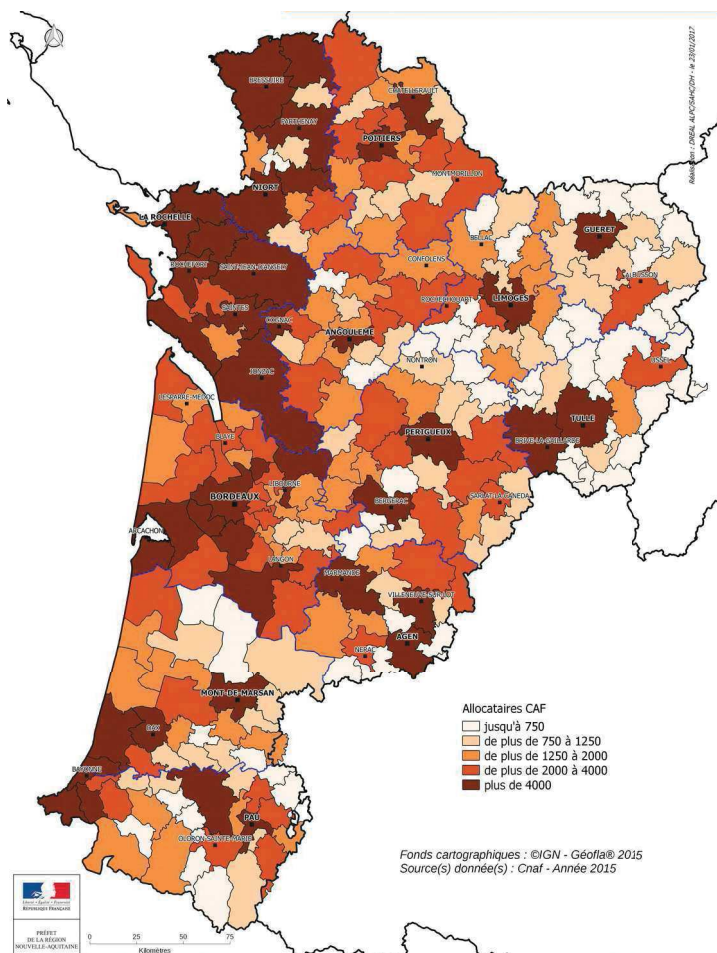 Réalisation : DREAL ALPC/SAHC/DH - le 23/01/2017
BRESSUIRE
CHATELLERAULT
PARTHENAY
POITIERS
MONTMORILLON
NIORT
LA ROCHELLE
GUERET
BELLAC
ROCHEFORT
SAINT-JEAN-D'ANGELY
CONFOLENS
AUBUSSON
LIMOGES
ROCHECHOUART
SAINTES
COGNAC
ANGOULEME
NONTRON
USSEL
JONZAC
LESPARRE-MEDOC
TULLE
PERIGUEUX
BLAYE
BRIVE-LA-GAILLARDE
LIBOURNE
BORDEAUX
SARLAT-LA-CANEDA
BERGERAC
ARCACHON
LANGON
MARMANDE
VILLENEUVE-SUR-LOT
AGEN
NERAC
MONT-DE-MARSAN
DAX
BAYONNE
PAU
OLORON-SAINTE-MARIE
Allocataires CAF
jusqu'à 750
de plus de 750 à 1250
de plus de 1250 à 2000
de plus de 2000 à 4000
plus de 4000
Fonds cartographiques : ©IGN - Géofla® 2015
Source(s) donnée(s) : Cnaf - Année 2015
Liberté • Égalité • Fraternité
RÉPUBLIQUE FRANÇAISE
PRÉFET
DE LA RÉGION
NOUVELLE-AQUITAINE
0 25 50 75
Kilomètres